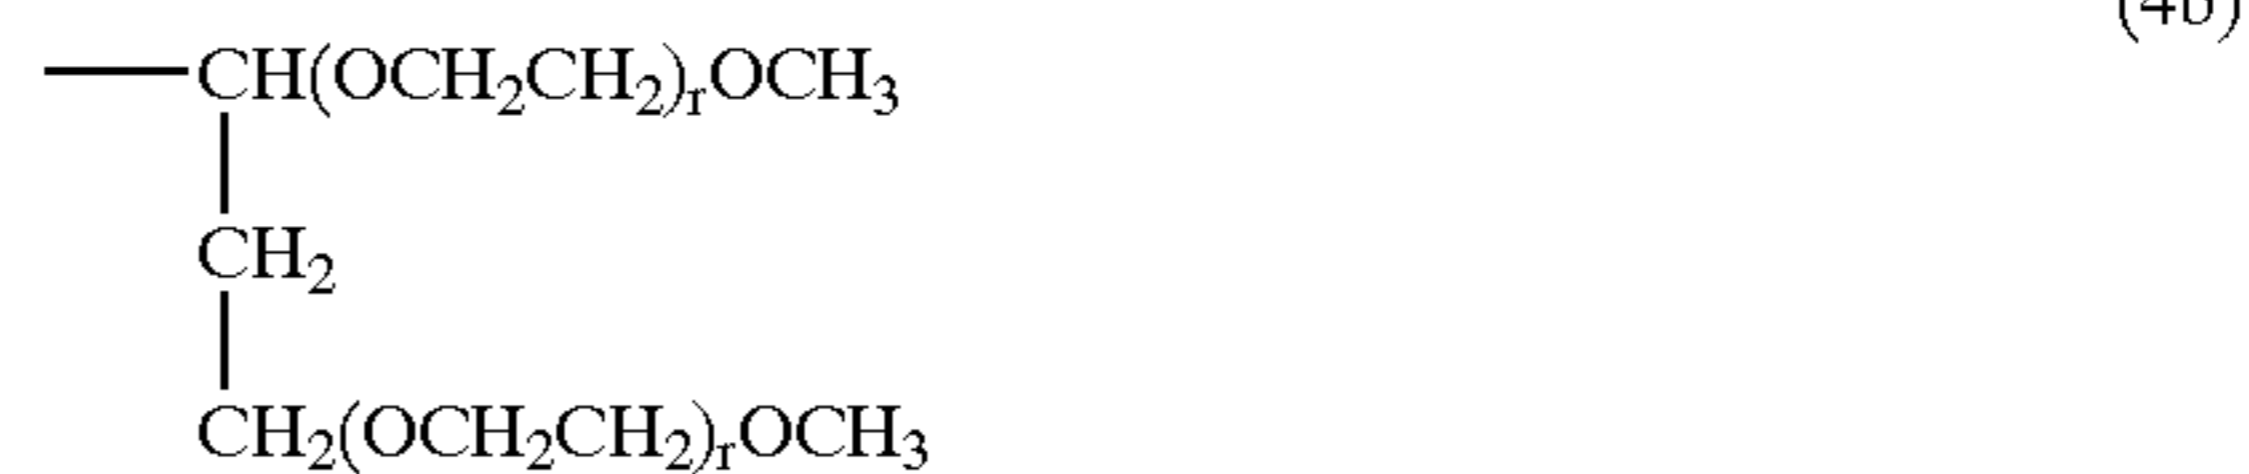 (4b)
CH(OCH₂CH₂)ᵣOCH₃
CH₂
CH₂(OCH₂CH₂)ᵣOCH₃